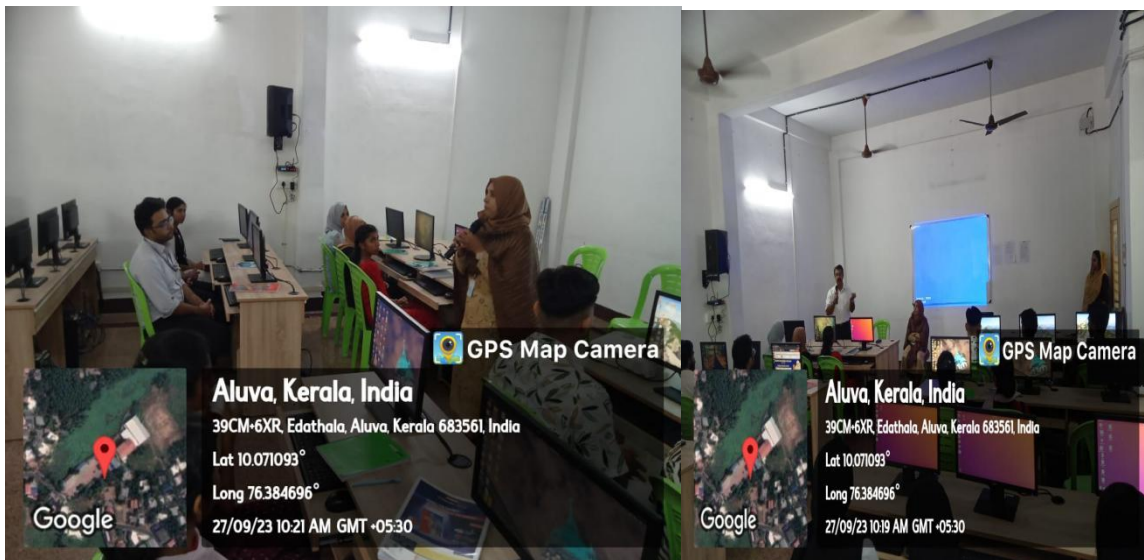 GPS Map Camera
Aluva, Kerala, India
39CM+6XR, Edathala, Aluva, Kerala 683561, India
Lat 10.071093°
Long 76.384696°
27/09/23 10:21 AM GMT +05:30
Google
GPS Map Camera
Aluva, Kerala, India
39CM+6XR, Edathala, Aluva, Kerala 683561, India
Lat 10.071093°
Long 76.384696°
27/09/23 10:19 AM GMT +05:30
Google